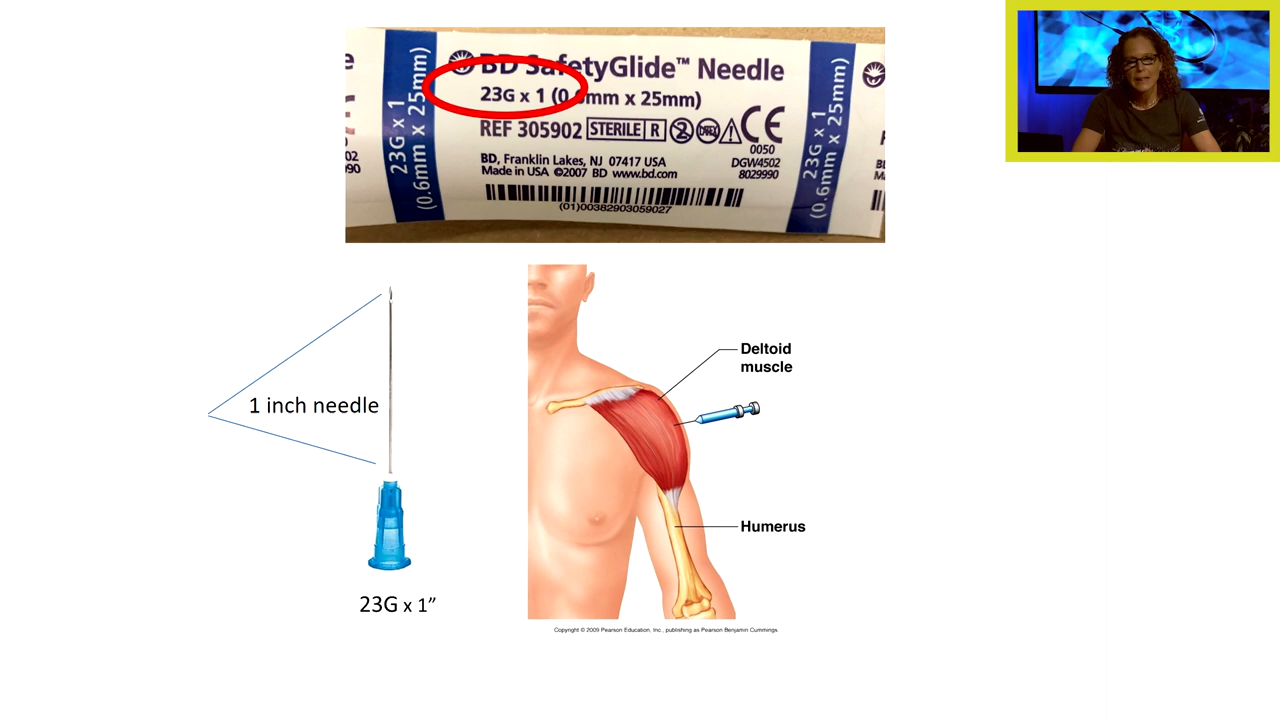 BD SafetyGlide™ Needle
23G x 1 (0.6mm x 25mm)
REF 305902 STERILE R
0050
BD, Franklin Lakes, NJ 07417 USA DGW4502
Made in USA ©2007 BD www.bd.com 8029990
(01)00382903059027
23G x 1
(0.6mm x 25mm)
23G x 1
(0.6mm x 25mm)
1 inch needle
23G x 1”
Deltoid
muscle
Humerus
Copyright © 2009 Pearson Education, Inc., publishing as Pearson Benjamin Cummings.